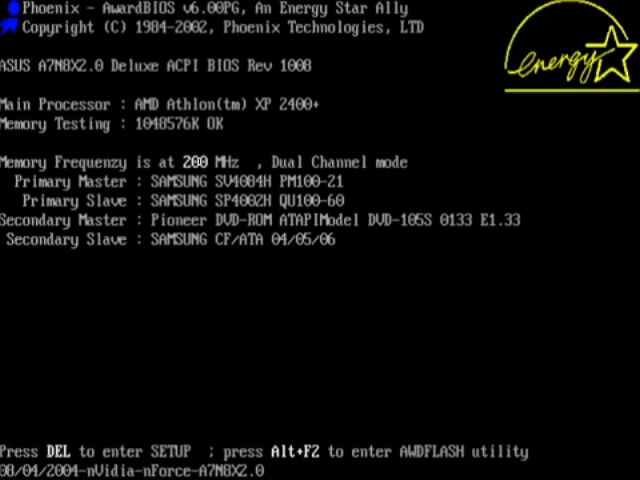 Phoenix - AwardBIOS v6.00PG, An Energy Star Ally
Copyright (C) 1984-2002, Phoenix Technologies, LTD
energy
ASUS A7N8X2.0 Deluxe ACPI BIOS Rev 1008
Main Processor : AMD Athlon(tm) XP 2400+
Memory Testing : 1048576K OK
Memory Frequenzy is at 200 MHz , Dual Channel mode
Primary Master : SAMSUNG SV4084H PM100-21
Primary Slave : SAMSUNG SP4002H QU100-60
Secondary Master : Pioneer DVD-ROM ATAPIModel DVD-105S 0133 E1.33
Secondary Slave : SAMSUNG CF/ATA 04/05/06
Press DEL to enter SETUP ; press Alt+F2 to enter AWDFLASH utility
08/04/2004-nVidia-nForce-A7N8X2.0